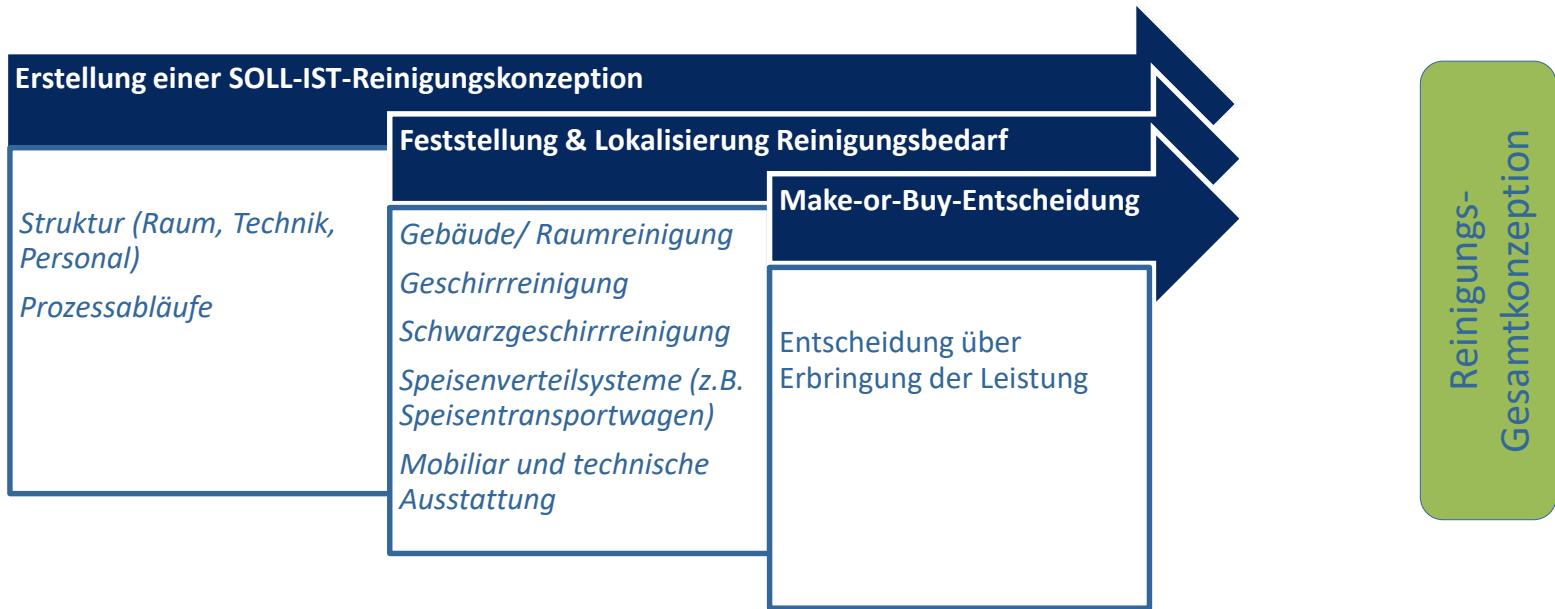 Erstellung einer SOLL-IST-Reinigungskonzeption
Struktur (Raum, Technik,
Personal)
Prozessabläufe
Feststellung & Lokalisierung Reinigungsbedarf
Gebäude/ Raumreinigung
Geschirrreinigung
Schwarzgeschirrreinigung
Speisenverteilsysteme (z.B.
Speisentransportwagen)
Mobiliar und technische
Ausstattung
Make-or-Buy-Entscheidung
Entscheidung über
Erbringung der Leistung
Reinigungs-
Gesamtkonzeption